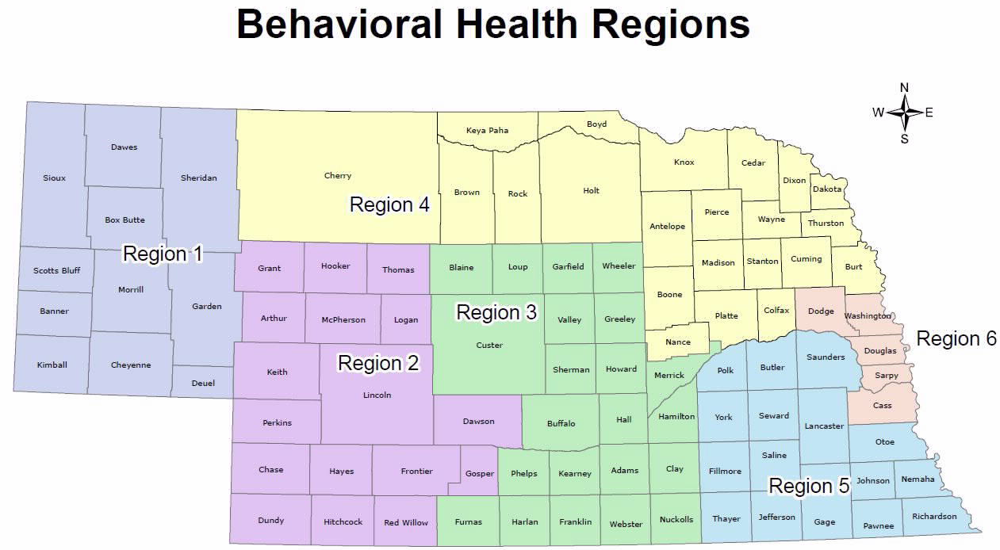 Behavioral Health Regions
N
W E
S
Keya Paha
Boyd
Dawes
Sioux
Sheridan
Cherry
Brown
Rock
Holt
Knox
Cedar
Dixon
Dakota
Region 4
Box Butte
Antelope
Pierce
Wayne
Thurston
Region 1
Scotts Bluff
Morrill
Grant
Hooker
Thomas
Blaine
Loup
Garfield
Wheeler
Madison
Stanton
Cuming
Burt
Banner
Garden
Arthur
McPherson
Logan
Region 3
Valley
Greeley
Boone
Platte
Colfax
Dodge
Washington
Custer
Nance
Region 6
Kimball
Cheyenne
Deuel
Keith
Region 2
Lincoln
Sherman
Howard
Merrick
Polk
Butler
Saunders
Douglas
Sarpy
Perkins
Dawson
Buffalo
Hall
Hamilton
York
Seward
Lancaster
Cass
Otoe
Chase
Hayes
Frontier
Gosper
Phelps
Kearney
Adams
Clay
Fillmore
Saline
Region 5
Johnson
Nemaha
Dundy
Hitchcock
Red Willow
Furnas
Harlan
Franklin
Webster
Nuckolls
Thayer
Jefferson
Gage
Pawnee
Richardson